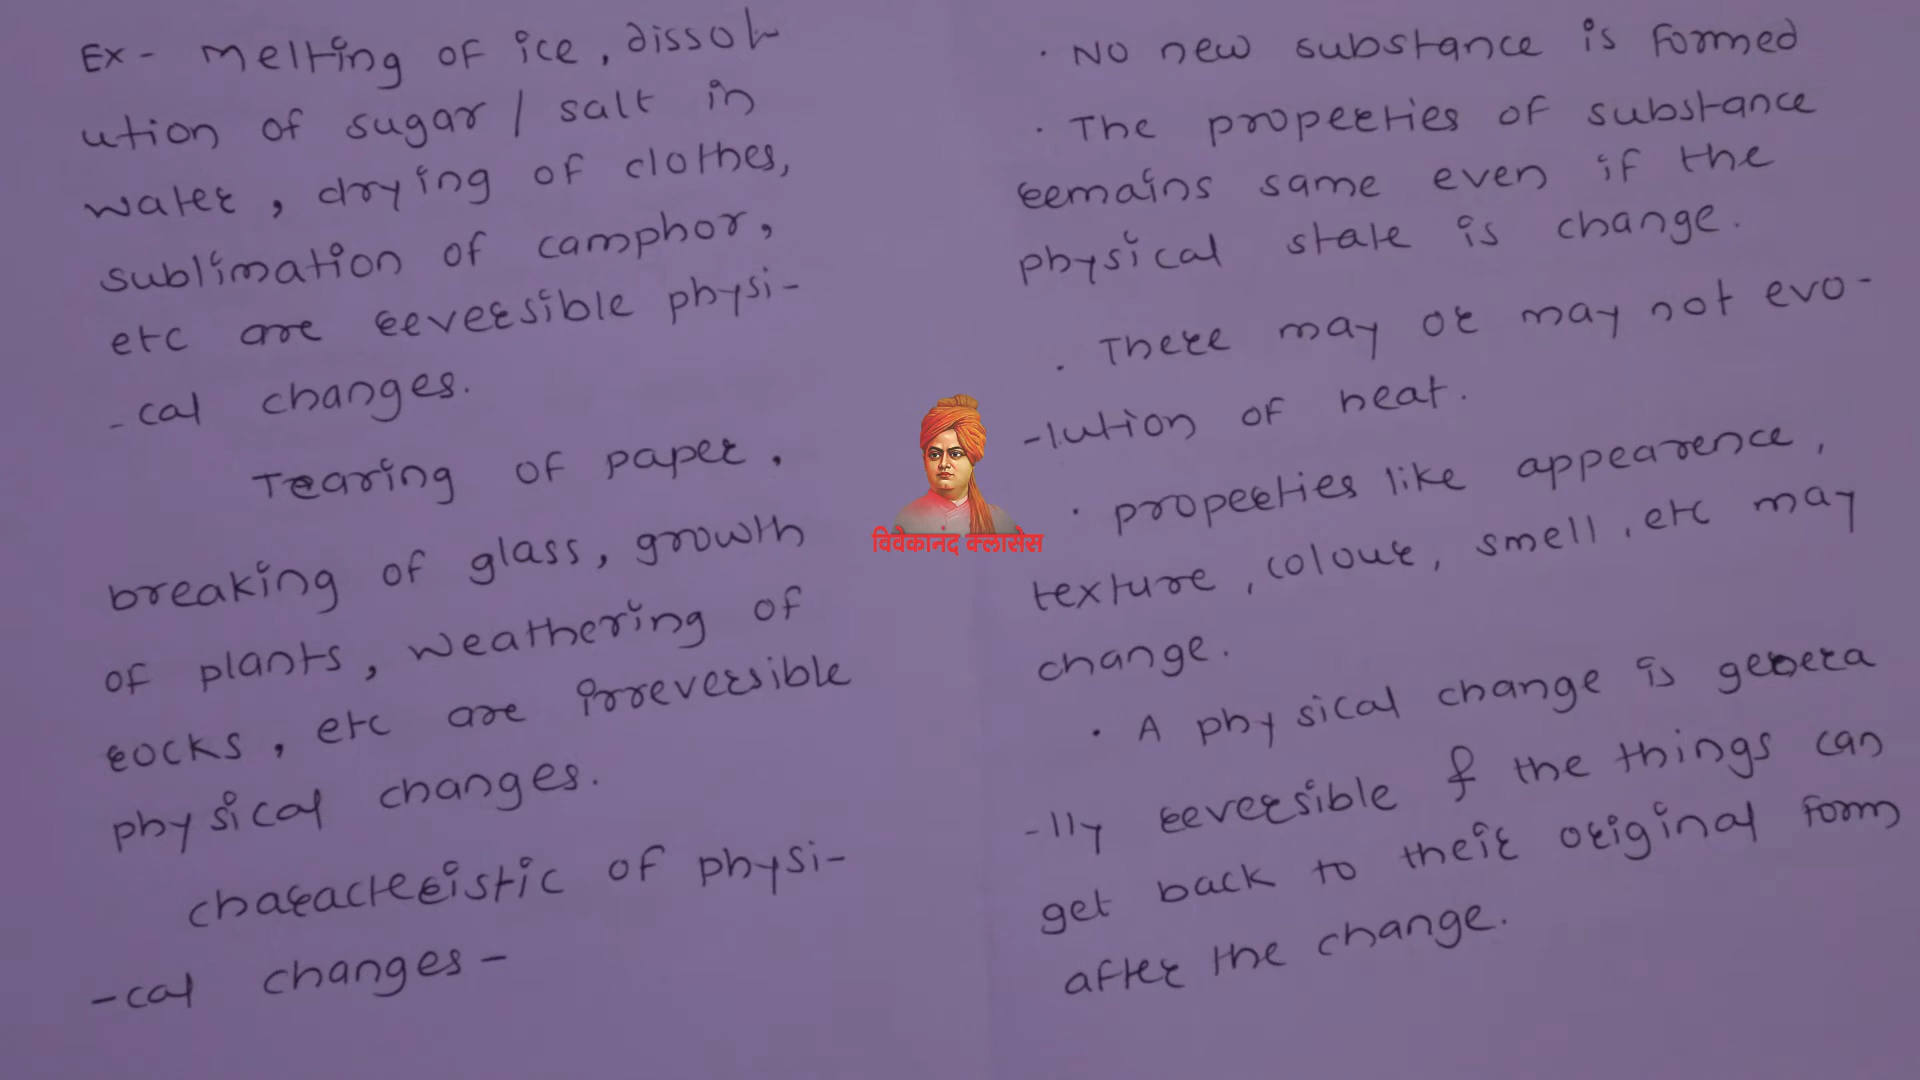 Ex - melting of ice, dissol-
ution of sugar / salt in
water, drying of clothes,
sublimation of camphor,
etc are reversible physi-
-cal changes.
Tearing of paper,
breaking of glass, growth
of plants, weathering of
rocks, etc are irreversible
physical changes.
characteristic of physi-
-cal changes -
· No new substance is formed
· The properties of substance
remains same even if the
physical state is change.
· There may or may not evo-
-lution of heat.
· properties like appearence,
texture, colour, smell, etc may
change.
· A physical change is genera
-lly reversible & the things can
get back to their original form
after the change.
विवेकानंद क्लासेस